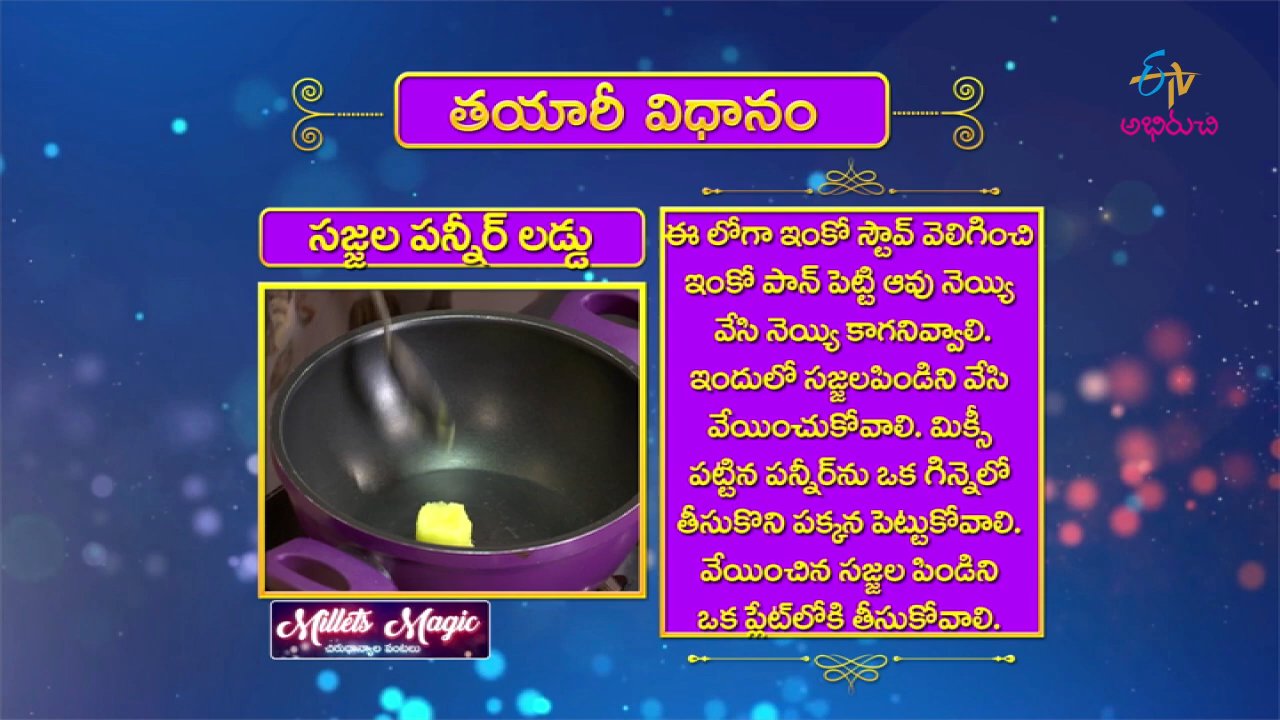 తయారీ విధానం
ETV
అభిరుచి
సజ్జల పన్నీర్ లడ్డు
ఈ లోగా ఇంకో స్టౌవ్ వెలిగించి
ఇంకో పాన్ పెట్టి ఆవు నెయ్యి
వేసి నెయ్యి కాగనివ్వాలి.
ఇందులో సజ్జలపిండిని వేసి
వేయించుకోవాలి. మిక్సీ
పట్టిన పన్నీర్‌ను ఒక గిన్నెలో
తీసుకొని పక్కన పెట్టుకోవాలి.
వేయించిన సజ్జల పిండిని
ఒక ప్లేట్‌లోకి తీసుకోవాలి.
Millets Magic
చిరుధాన్యాల వంటలు